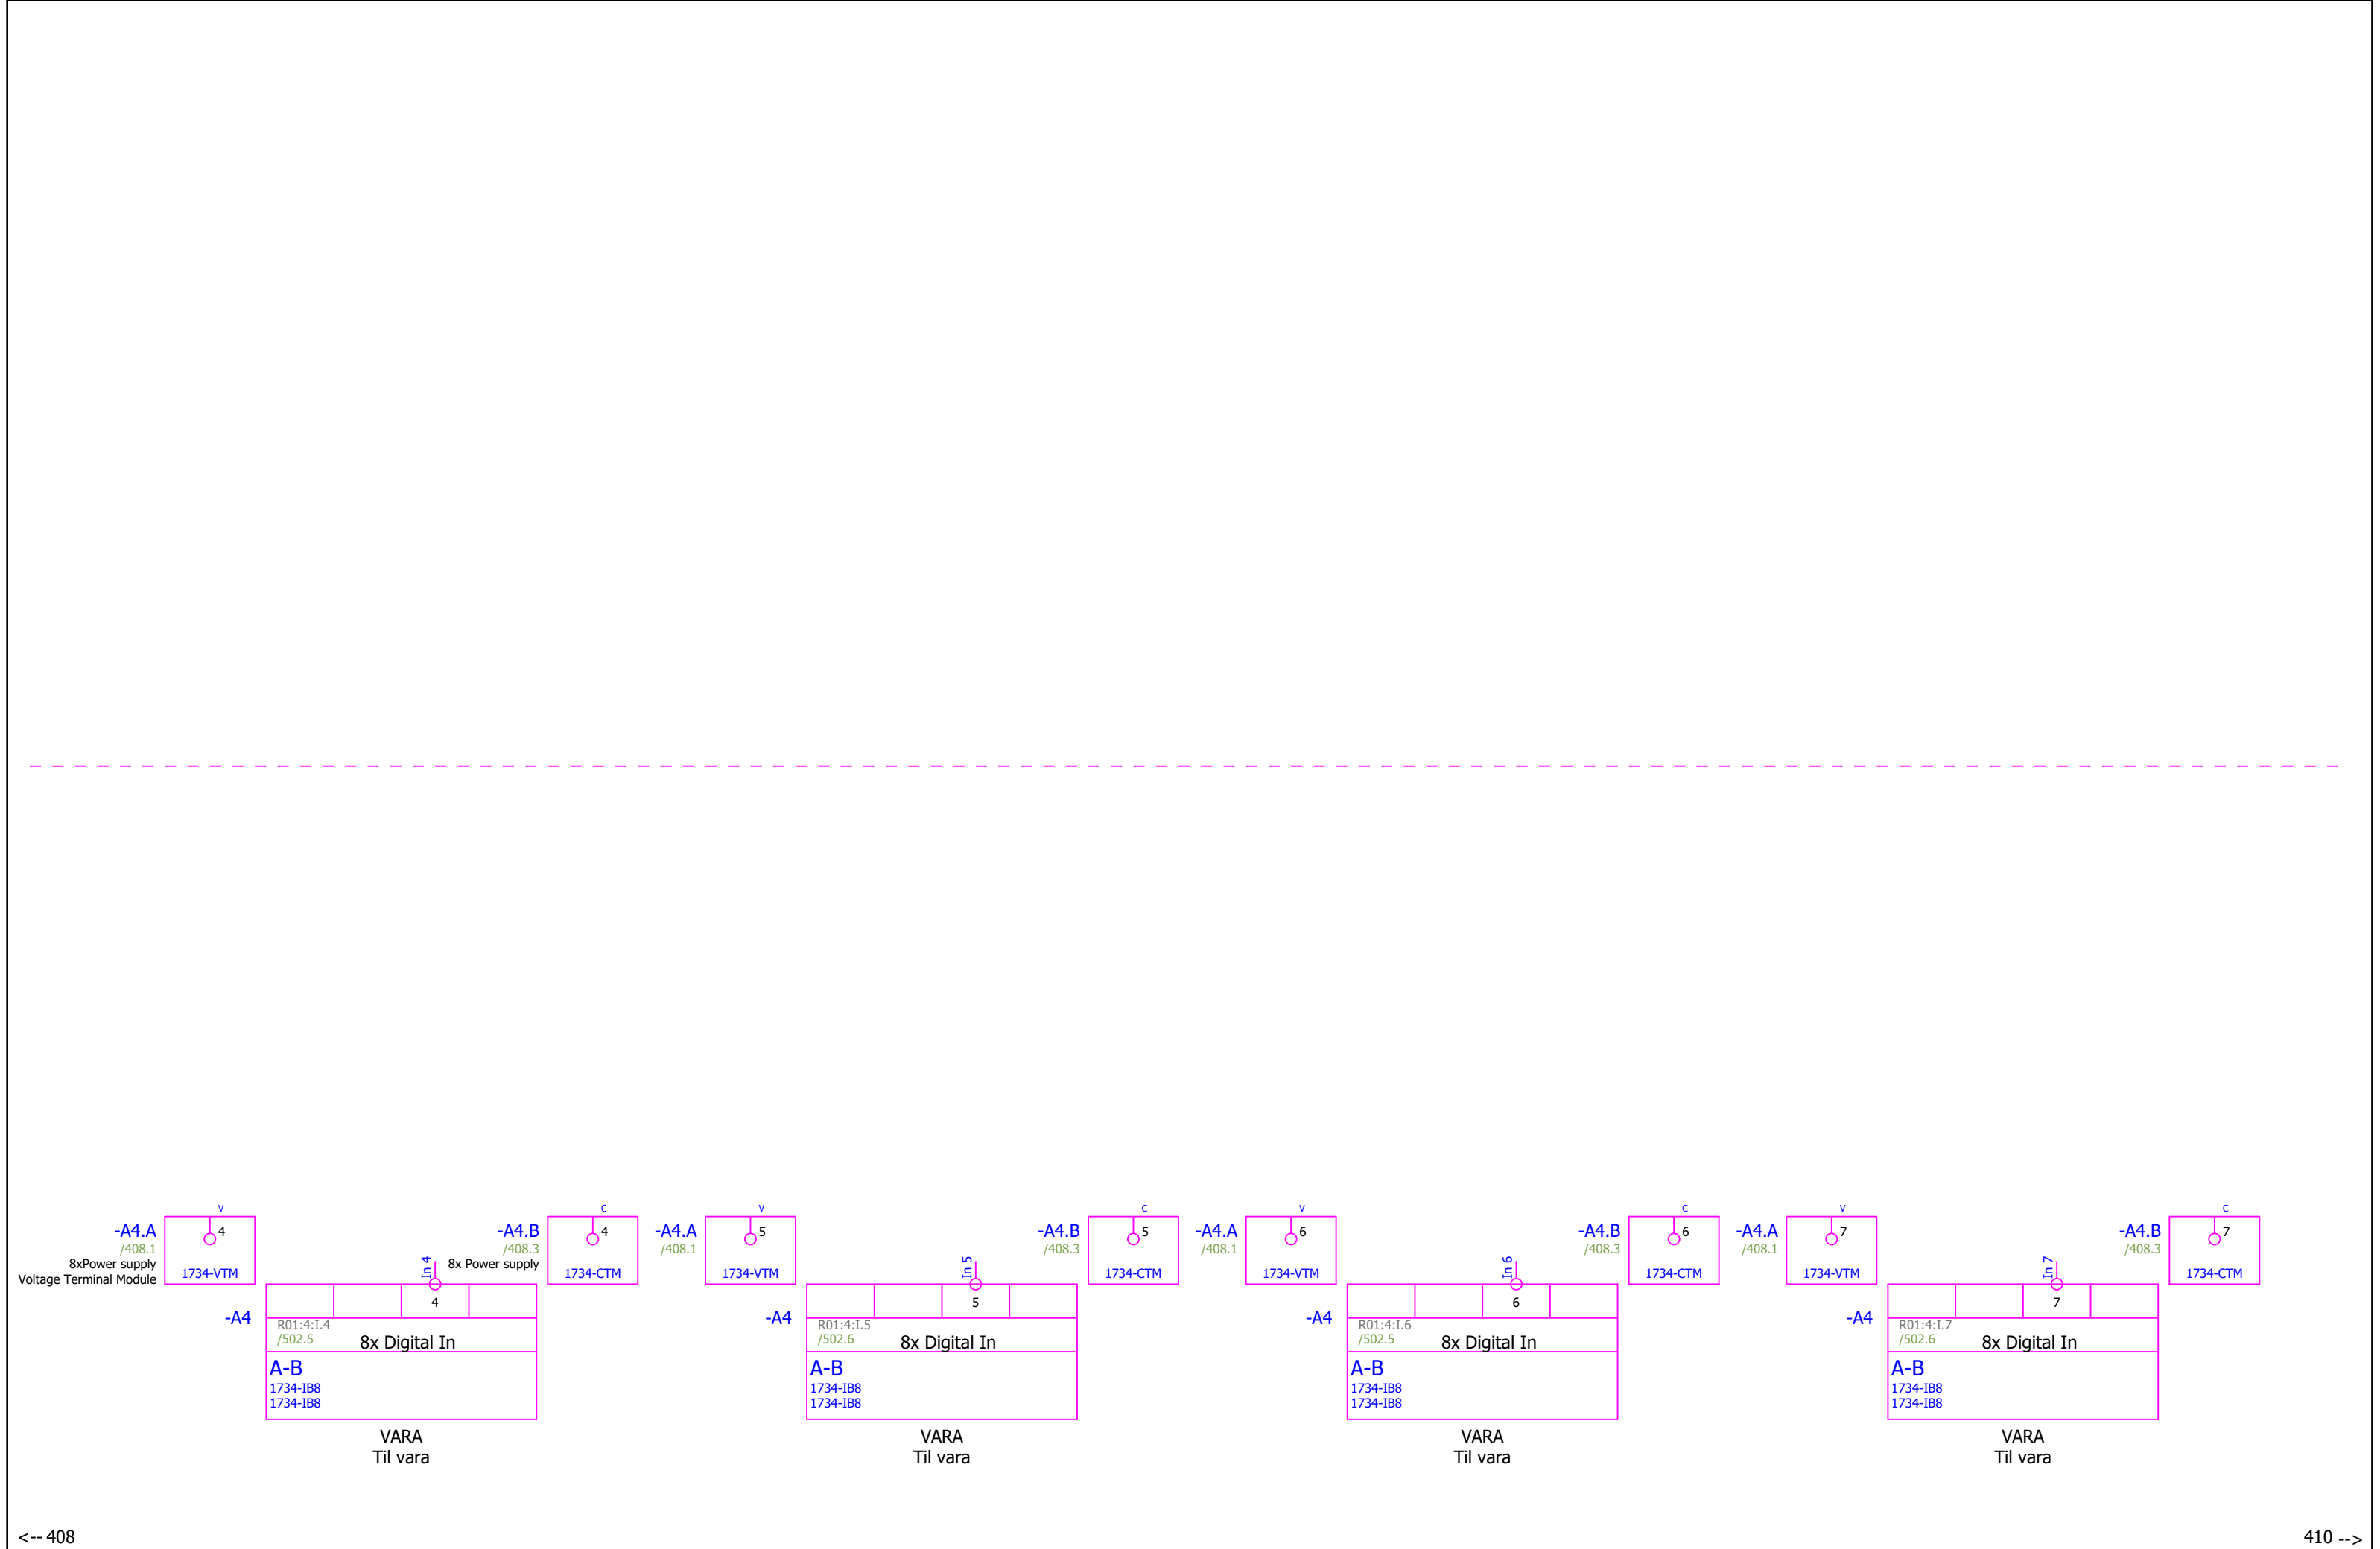 V
-A4.A
/408.1
8xPower supply
Voltage Terminal Module
4
1734-VTM
-A4
In 4
4
R01:4:I.4
/502.5
8x Digital In
A-B
1734-IB8
1734-IB8
VARA
Til vara
C
-A4.B
/408.3
8x Power supply
4
1734-CTM
V
-A4.A
/408.1
5
1734-VTM
-A4
In 5
5
R01:4:I.5
/502.6
8x Digital In
A-B
1734-IB8
1734-IB8
VARA
Til vara
C
-A4.B
/408.3
5
1734-CTM
V
-A4.A
/408.1
6
1734-VTM
-A4
In 6
6
R01:4:I.6
/502.5
8x Digital In
A-B
1734-IB8
1734-IB8
VARA
Til vara
C
-A4.B
/408.3
6
1734-CTM
V
-A4.A
/408.1
7
1734-VTM
-A4
In 7
7
R01:4:I.7
/502.6
8x Digital In
A-B
1734-IB8
1734-IB8
VARA
Til vara
C
-A4.B
/408.3
7
1734-CTM
<-- 408
410 -->